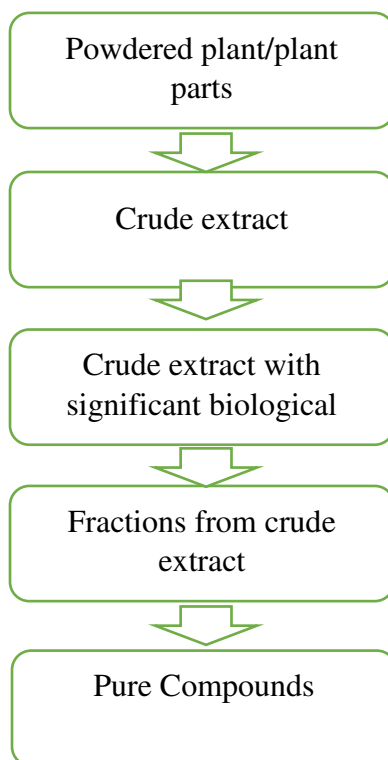 Powdered plant/plant
parts
Crude extract
Crude extract with
significant biological
Fractions from crude
extract
Pure Compounds